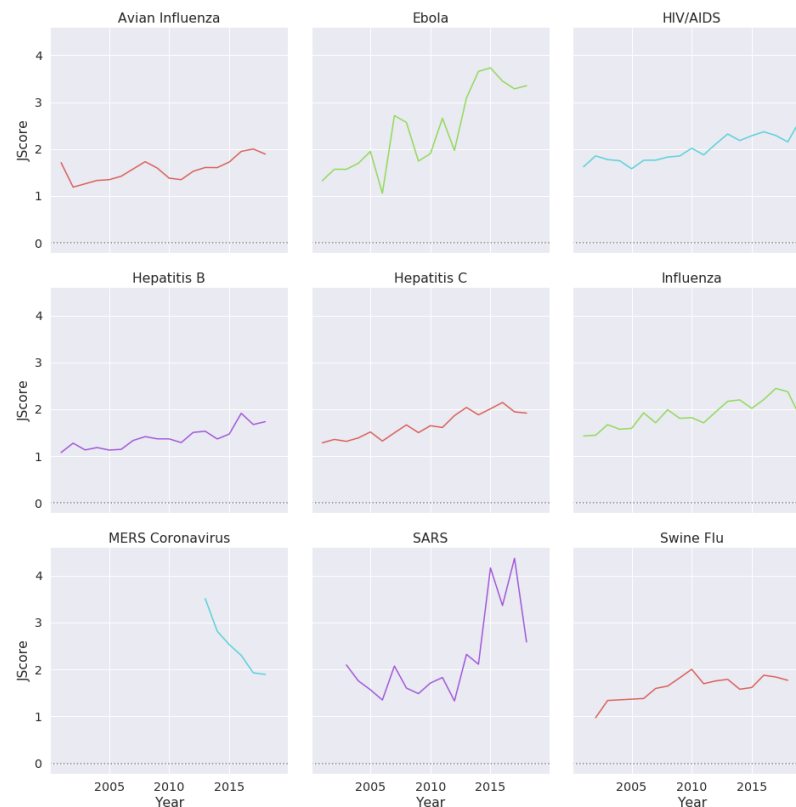 Avian Influenza Ebola HIV/AIDS
4
3
2
1
0
JScore
Hepatitis B Hepatitis C Influenza
4
3
2
1
0
JScore
MERS Coronavirus SARS Swine Flu
4
3
2
1
0
JScore
2005 2010 2015 2005 2010 2015 2005 2010 2015
Year Year Year